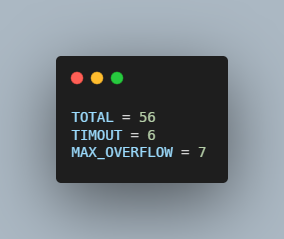 TOTAL = 56
TIMOUT = 6
MAX_OVERFLOW = 7